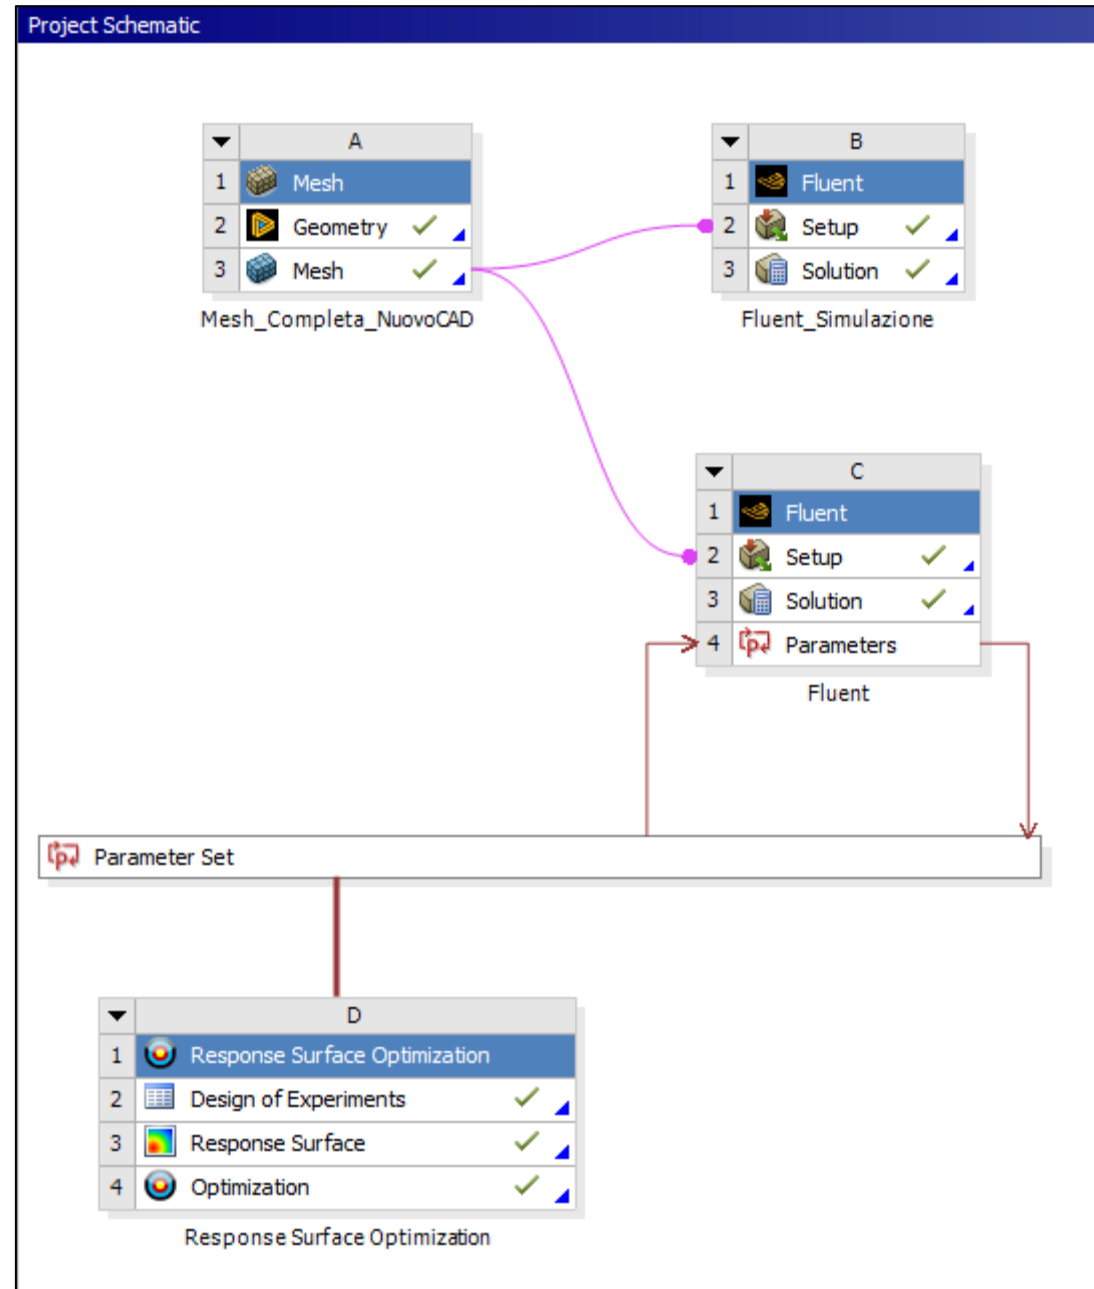 Project Schematic
A
1 Mesh
2 Geometry
3 Mesh
Mesh_Completa_NuovoCAD
B
1 Fluent
2 Setup
3 Solution
Fluent_Simulazione
C
1 Fluent
2 Setup
3 Solution
4 Parameters
Fluent
Parameter Set
D
1 Response Surface Optimization
2 Design of Experiments
3 Response Surface
4 Optimization
Response Surface Optimization